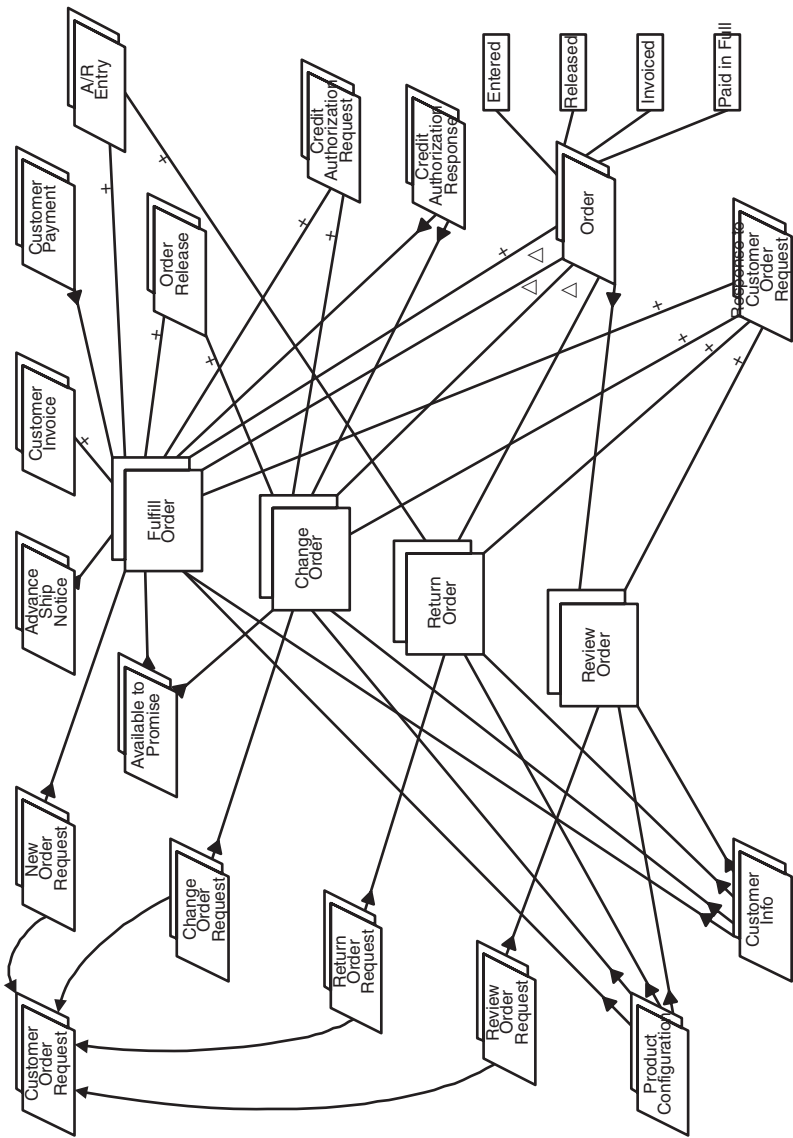 Customer
Order
Request
New
Order
Request
Advance
Ship
Notice
Customer
Invoice
Customer
Payment
A/R
Entry
Available to
Promise
Order
Release
Change
Order
Request
Fulfill
Order
Credit
Authorization
Request
Return
Order
Request
Change
Order
Credit
Authorization
Response
Review
Order
Request
Return
Order
Entered
Released
Invoiced
Paid in Full
Order
Review
Order
Product
Configuration
Customer
Info
Response to
Customer
Order
Request